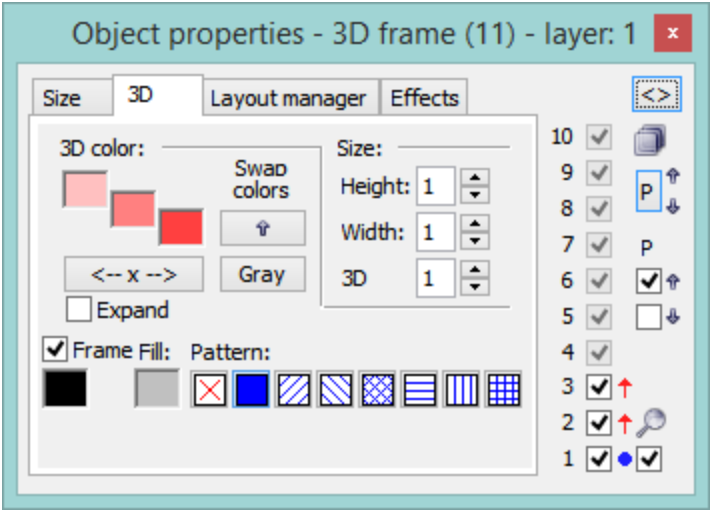 Object properties - 3D frame (11) - layer: 1 x
Size 3D Layout manager Effects <>
3D color:
Swap
colors
Size:
Height: 1
Width: 1
3D 1
<-- x --> Gray
Expand
Frame Fill: Pattern:
10
9
8 P
7 P
6
5
4
3
2
1